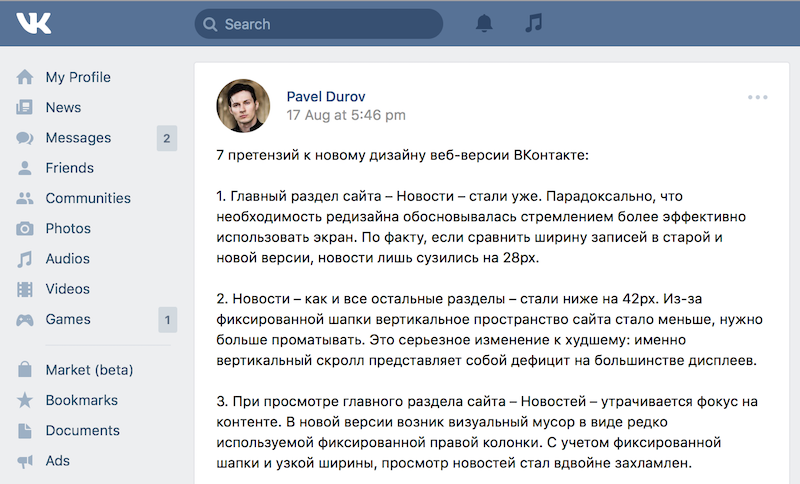 VK
Search
My Profile
News
Messages 2
Friends
Communities
Photos
Audios
Videos
Games 1
Market (beta)
Bookmarks
Documents
Ads
Pavel Durov
17 Aug at 5:46 pm
7 претензий к новому дизайну веб-версии ВКонтакте:
1. Главный раздел сайта – Новости – стали уже. Парадоксально, что
необходимость редизайна обосновывалась стремлением более эффективно
использовать экран. По факту, если сравнить ширину записей в старой и
новой версии, новости лишь сузились на 28px.
2. Новости – как и все остальные разделы – стали ниже на 42px. Из-за
фиксированной шапки вертикальное пространство сайта стало меньше, нужно
больше проматывать. Это серьезное изменение к худшему: именно
вертикальный скролл представляет собой дефицит на большинстве дисплеев.
3. При просмотре главного раздела сайта – Новостей – утрачивается фокус на
контенте. В новой версии возник визуальный мусор в виде редко
используемой фиксированной правой колонки. С учетом фиксированной
шапки и узкой ширины, просмотр новостей стал вдвойне захламлен.